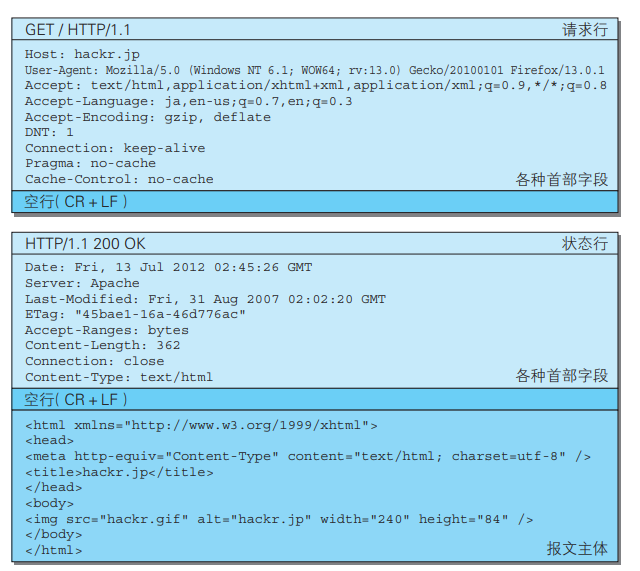 GET / HTTP/1.1 请求行
Host: hackr.jp
User-Agent: Mozilla/5.0 (Windows NT 6.1; WOW64; rv:13.0) Gecko/20100101 Firefox/13.0.1
Accept: text/html,application/xhtml+xml,application/xml;q=0.9,*/*;q=0.8
Accept-Language: ja,en-us;q=0.7,en;q=0.3
Accept-Encoding: gzip, deflate
DNT: 1
Connection: keep-alive
Pragma: no-cache
Cache-Control: no-cache 各种首部字段
空行( CR + LF )
HTTP/1.1 200 OK 状态行
Date: Fri, 13 Jul 2012 02:45:26 GMT
Server: Apache
Last-Modified: Fri, 31 Aug 2007 02:02:20 GMT
ETag: "45bae1-16a-46d776ac"
Accept-Ranges: bytes
Content-Length: 362
Connection: close
Content-Type: text/html 各种首部字段
空行( CR + LF )
<html xmlns="http://www.w3.org/1999/xhtml">
<head>
<meta http-equiv="Content-Type" content="text/html; charset=utf-8" />
<title>hackr.jp</title>
</head>
<body>
<img src="hackr.gif" alt="hackr.jp" width="240" height="84" />
</body>
</html> 报文主体